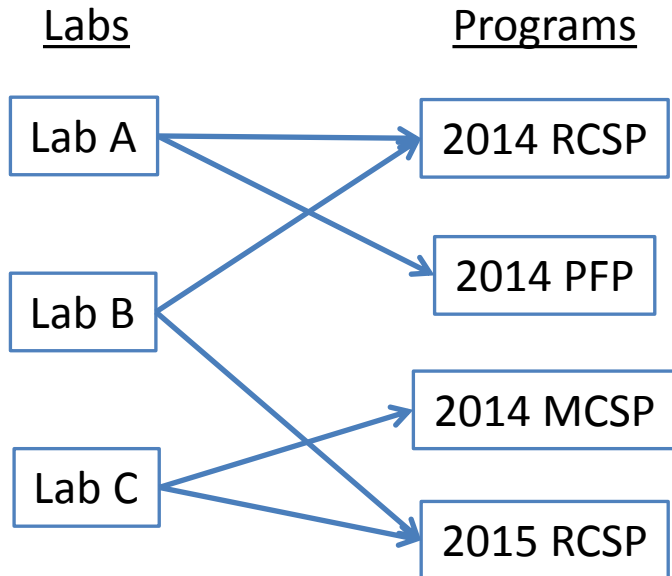 Labs
Programs
Lab A
2014 RCSP
2014 PFP
Lab B
2014 MCSP
Lab C
2015 RCSP